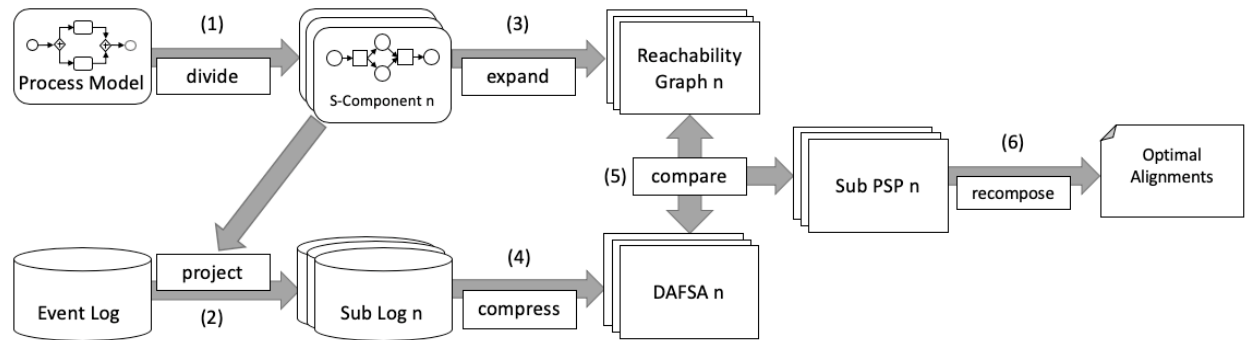 (1)
(3)
Process Model
divide
S-Component n
expand
Reachability
Graph n
(5)
compare
Sub PSP n
(6)
recompose
Optimal
Alignments
Event Log
project
(2)
Sub Log n
(4)
compress
DAFSA n